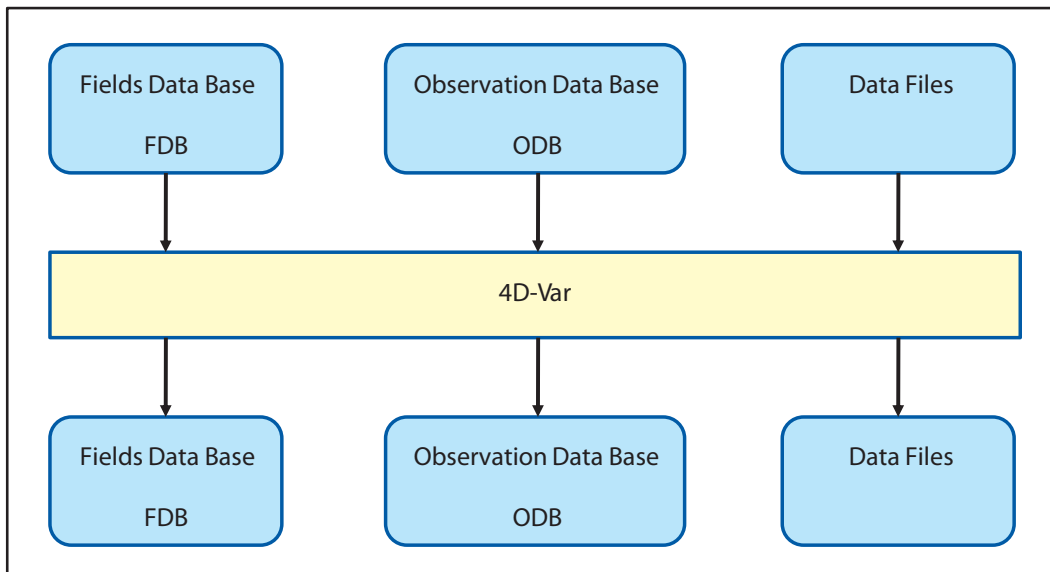 Fields Data Base
FDB
Observation Data Base
ODB
Data Files
4D-Var
Fields Data Base
FDB
Observation Data Base
ODB
Data Files